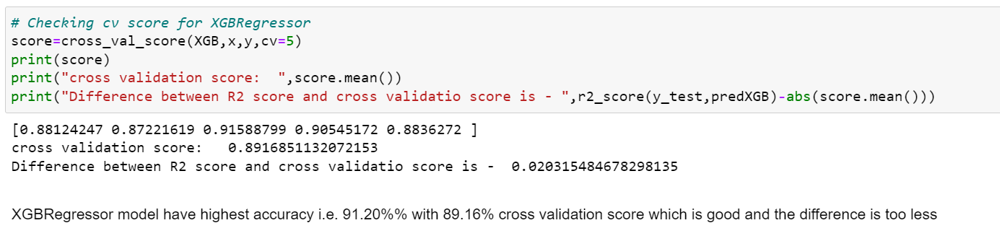 # Checking cv score for XGBRegressor
score=cross_val_score(XGB,x,y,cv=5)
print(score)
print("cross validation score:  ",score.mean())
print("Difference between R2 score and cross validatio score is - ",r2_score(y_test,predXGB)-abs(score.mean()))
[0.88124247 0.87221619 0.91588799 0.90545172 0.8836272 ]
cross validation score:   0.8916851132072153
Difference between R2 score and cross validatio score is -  0.020315484678298135
XGBRegressor model have highest accuracy i.e. 91.20%% with 89.16% cross validation score which is good and the difference is too less